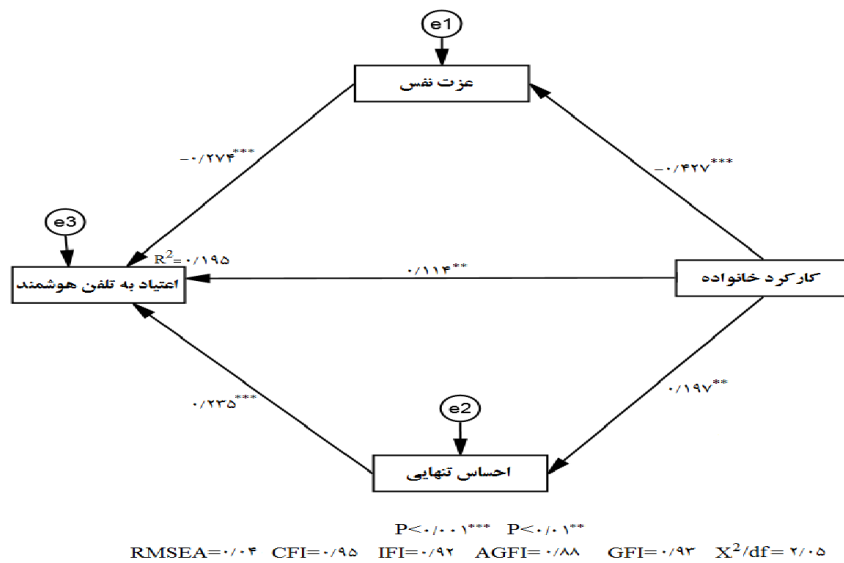 e1
عزت نفس
−۰/۲۷۴***
−۰/۴۲۷***
e3
R²=۰/۱۹۵
اعتیاد به تلفن هوشمند
۰/۱۱۴**
کارکرد خانواده
۰/۲۳۵***
۰/۱۹۷**
e2
احساس تنهایی
P<۰/۰۰۱*** P<۰/۰۱**
RMSEA=۰/۰۴ CFI=۰/۹۵ IFI=۰/۹۲ AGFI=۰/۸۸ GFI=۰/۹۳ X²/df=۲/۰۵